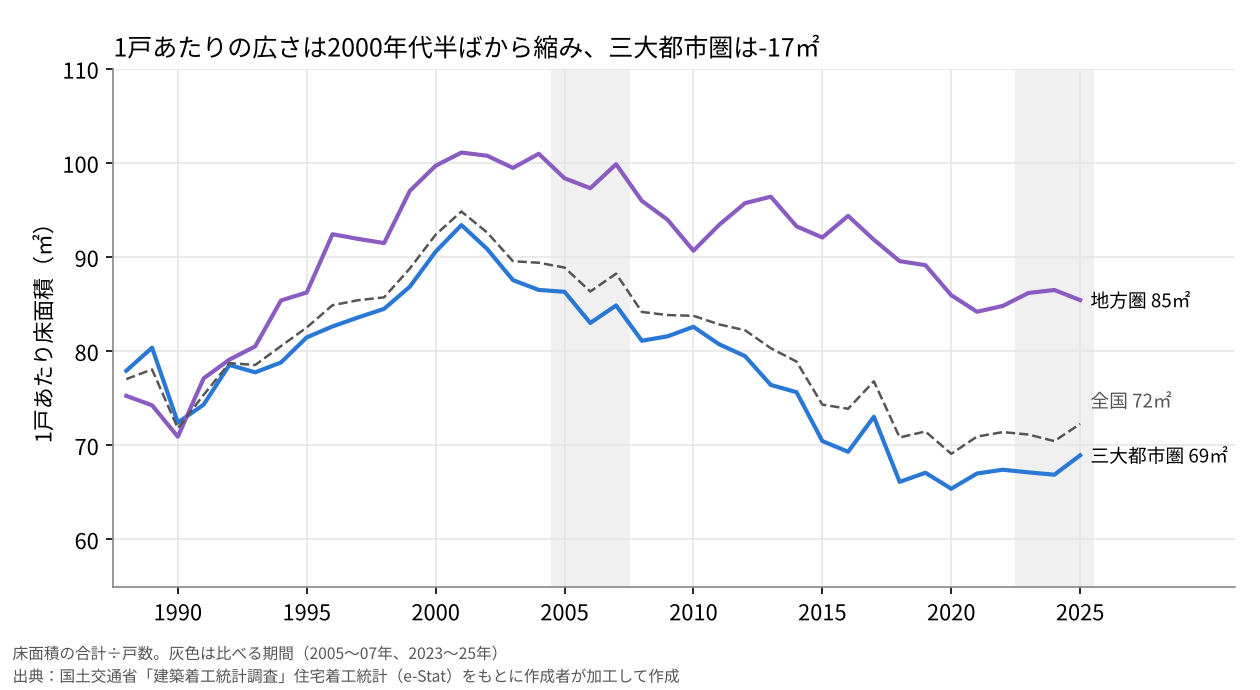 1戸あたりの広さは2000年代半ばから縮み、三大都市圏は-17㎡
1戸あたり床面積（㎡）
110
100
90
80
70
60
地方圏 85㎡
全国 72㎡
三大都市圏 69㎡
1990 1995 2000 2005 2010 2015 2020 2025
床面積の合計÷戸数。灰色は比べる期間（2005〜07年、2023〜25年）
出典：国土交通省「建築着工統計調査」住宅着工統計（e-Stat）をもとに作成者が加工して作成